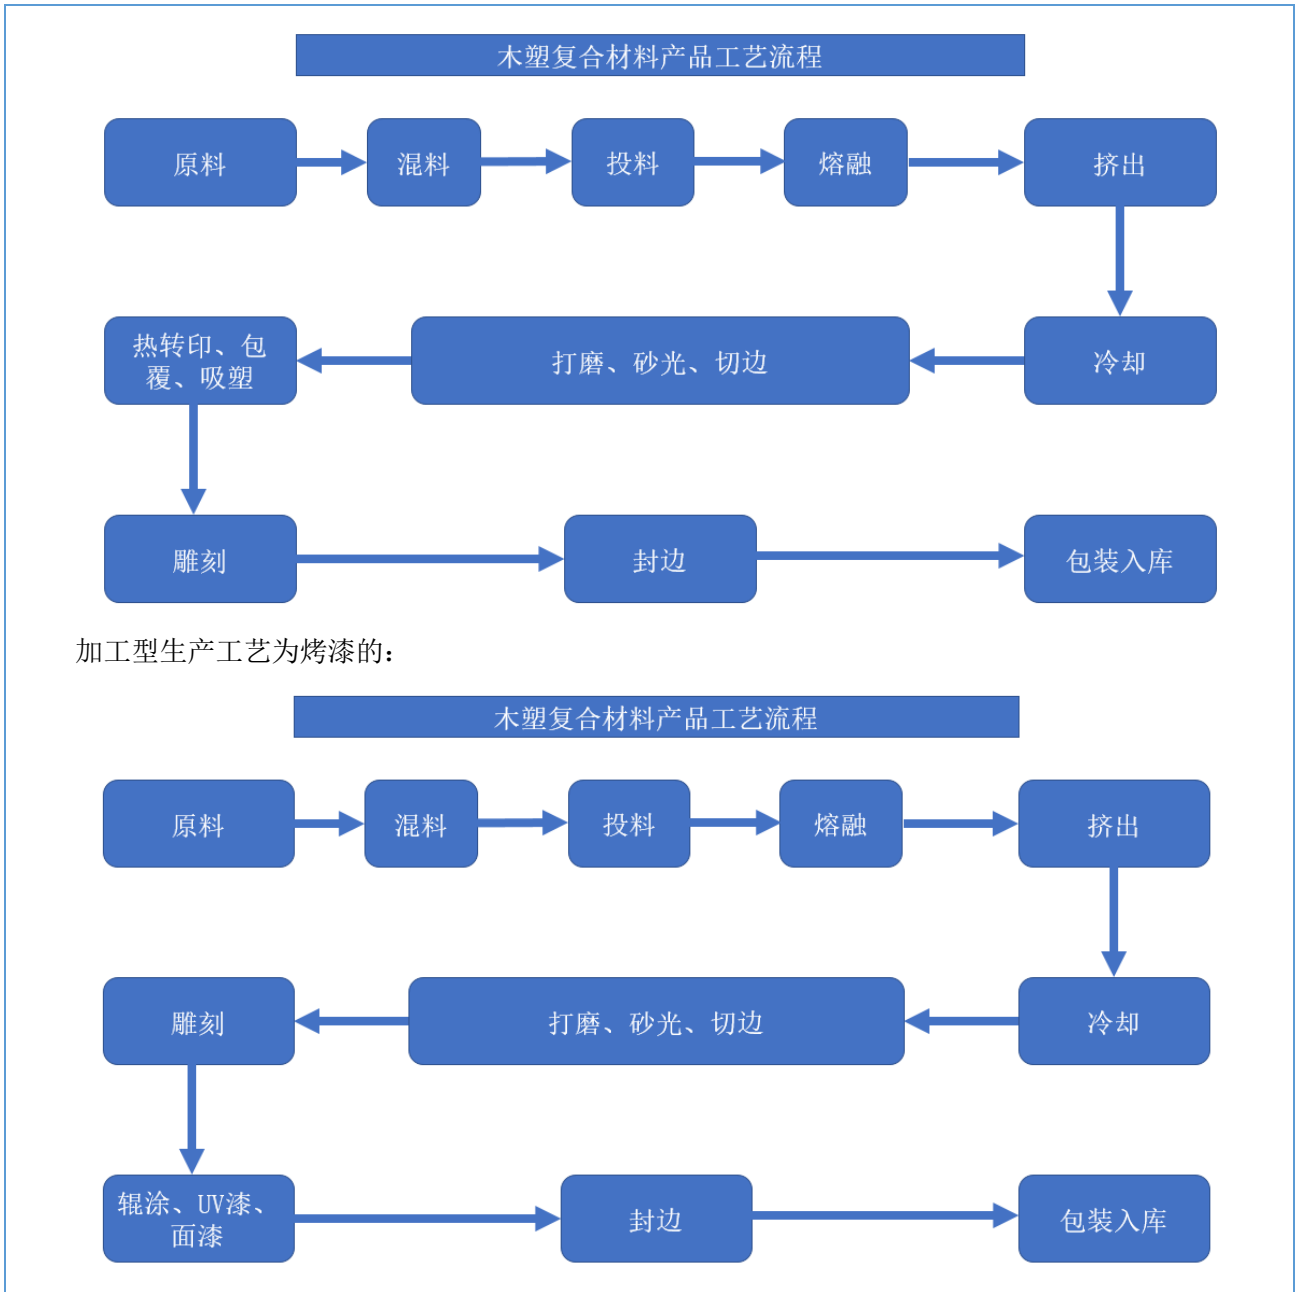 木塑复合材料产品工艺流程
原料
混料
投料
熔融
挤出
热转印、包
覆、吸塑
打磨、砂光、切边
冷却
雕刻
封边
包装入库
加工型生产工艺为烤漆的：
木塑复合材料产品工艺流程
原料
混料
投料
熔融
挤出
雕刻
打磨、砂光、切边
冷却
辊涂、UV漆、
面漆
封边
包装入库